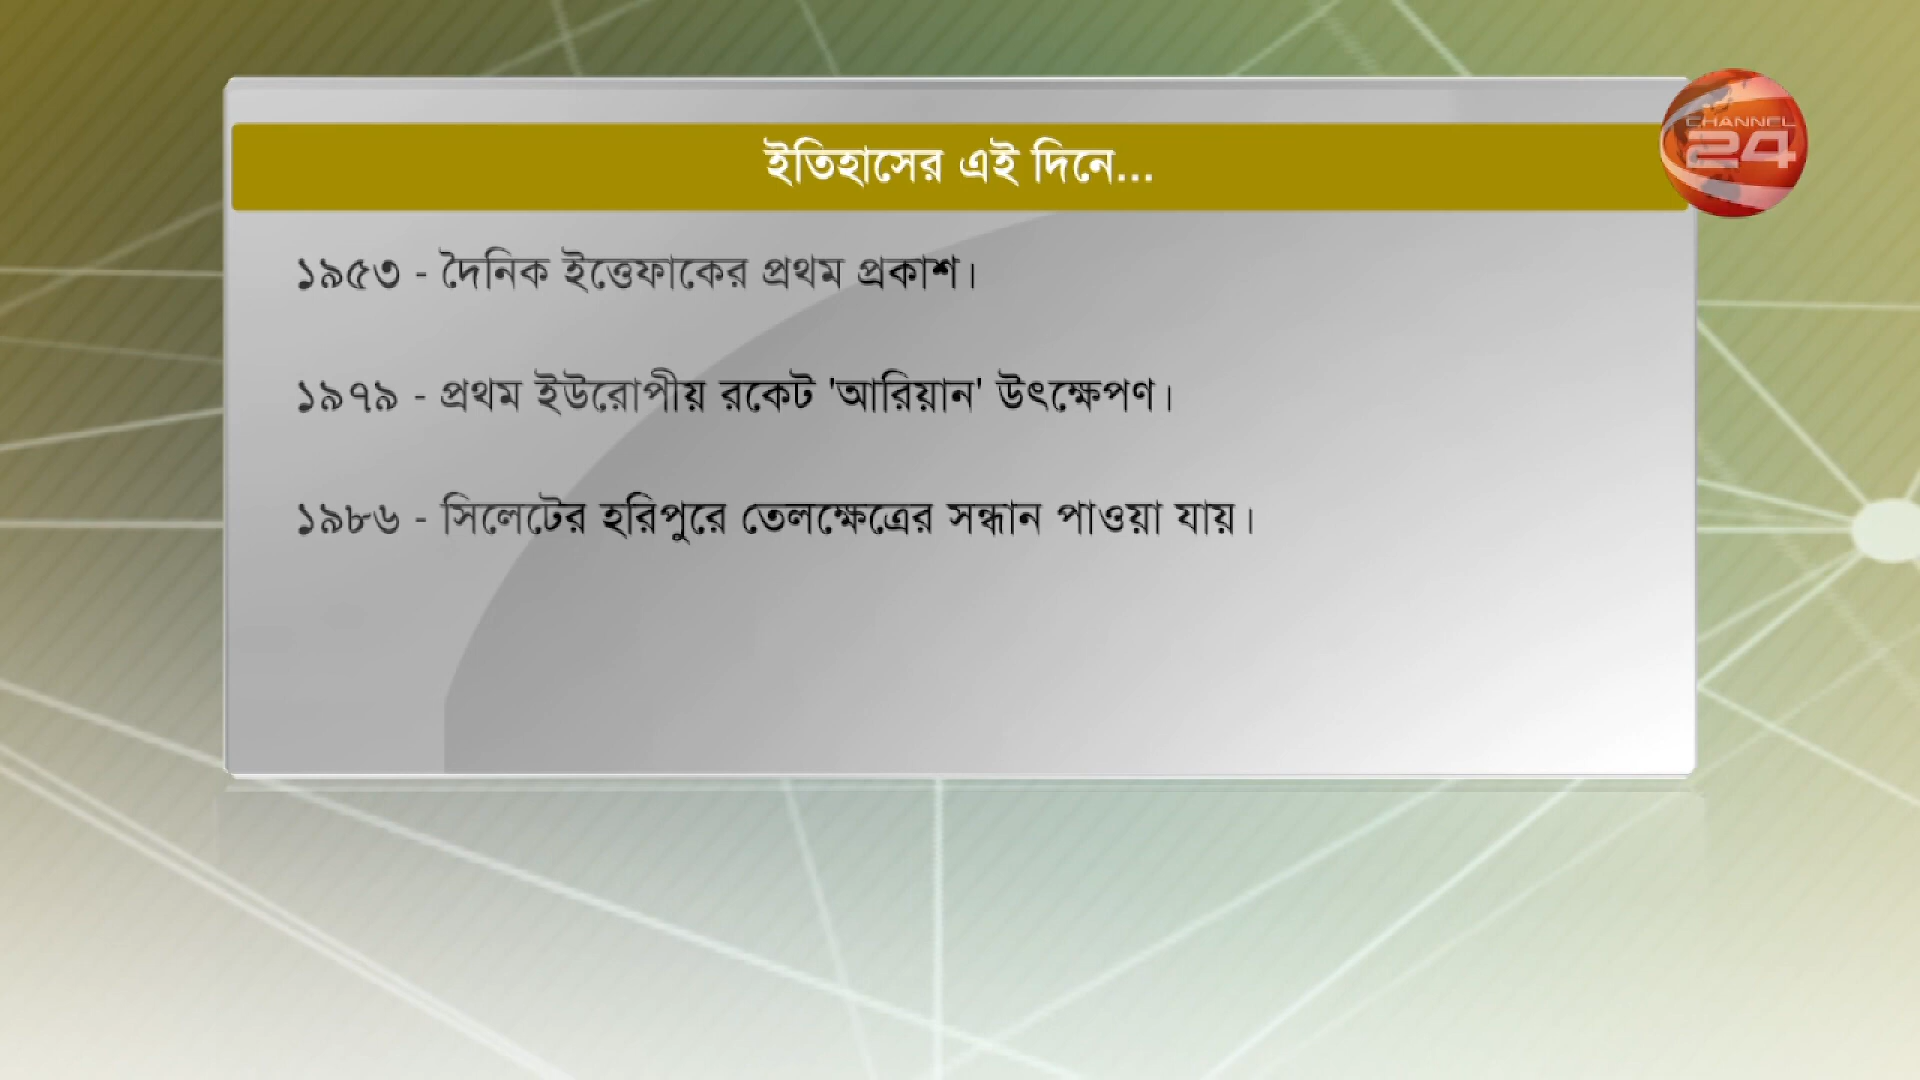 CHANNEL
24
ইতিহাসের এই দিনে...
১৯৫৩ - দৈনিক ইত্তেফাকের প্রথম প্রকাশ।
১৯৭৯ - প্রথম ইউরোপীয় রকেট 'আরিয়ান' উৎক্ষেপণ।
১৯৮৬ - সিলেটের হরিপুরে তেলক্ষেত্রের সন্ধান পাওয়া যায়।